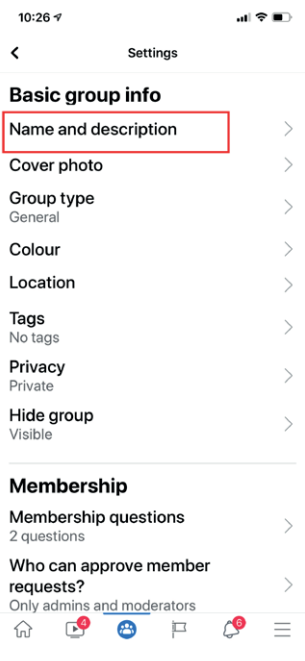 10:26
Settings
Basic group info
Name and description
Cover photo
Group type
General
Colour
Location
Tags
No tags
Privacy
Private
Hide group
Visible
Membership
Membership questions
2 questions
Who can approve member
requests?
Only admins and moderators
4
6